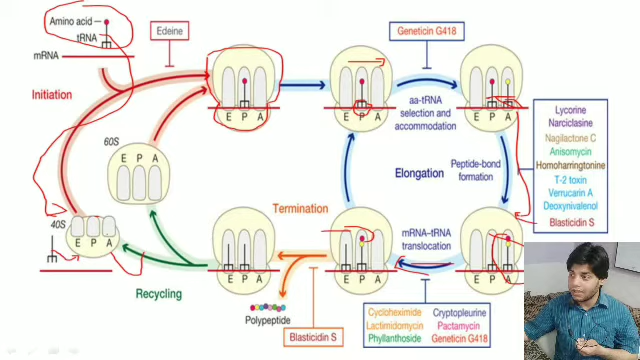 Amino acid
tRNA
mRNA
Edeine
Geneticin G418
Initiation
E P A
E P A
E P A
aa-tRNA
selection and
accommodation
60S
E P A
Lycorine
Narciclasine
Nagilactone C
Anisomycin
Homoharringtonine
T-2 toxin
Verrucarin A
Deoxynivalenol
Blasticidin S
Peptide-bond
formation
Elongation
Termination
mRNA-tRNA
translocation
40S
E P A
E P A
E P A
E P A
Recycling
Polypeptide
Blasticidin S
Cycloheximide
Lactimidomycin
Phyllanthoside
Cryptopleurine
Pactamycin
Geneticin G418